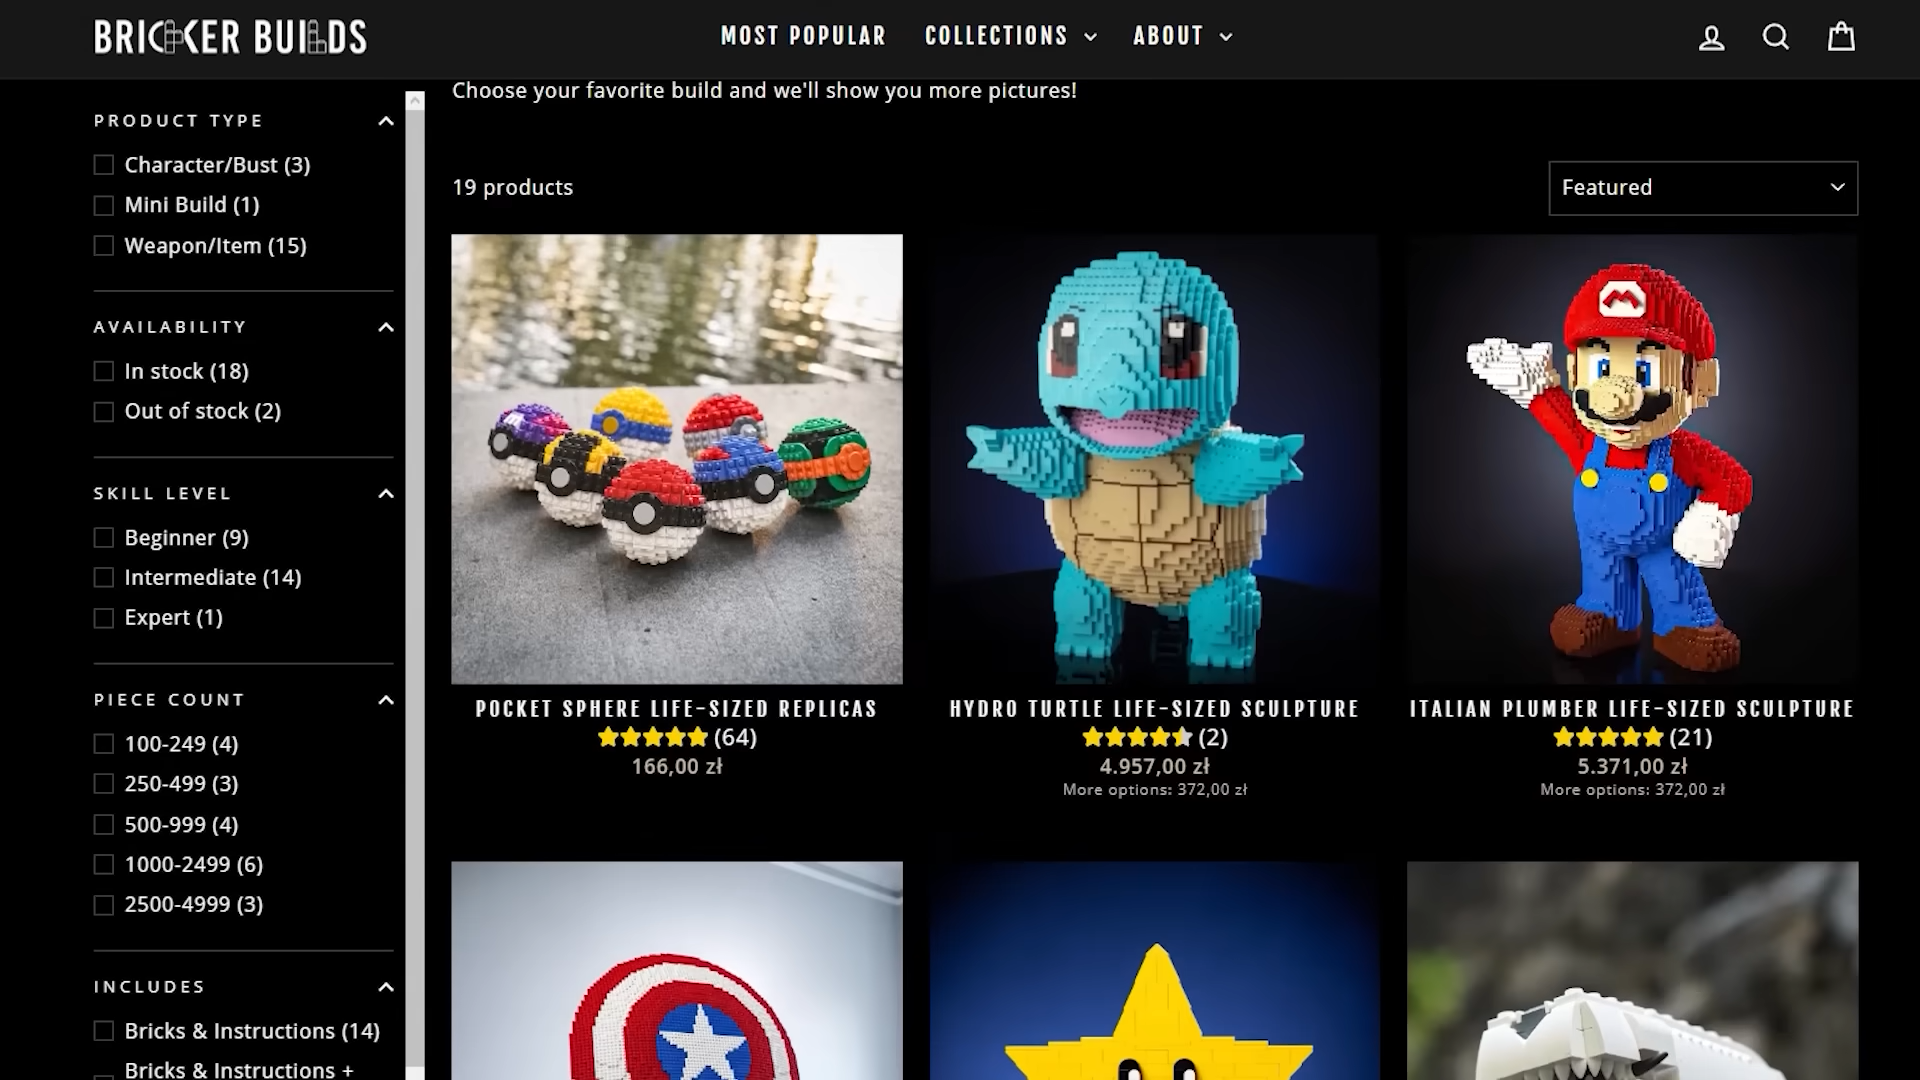 BRICKER BUILDS
MOST POPULAR
COLLECTIONS
ABOUT
Choose your favorite build and we'll show you more pictures!
PRODUCT TYPE
Character/Bust (3)
Mini Build (1)
Weapon/Item (15)
AVAILABILITY
In stock (18)
Out of stock (2)
SKILL LEVEL
Beginner (9)
Intermediate (14)
Expert (1)
PIECE COUNT
100-249 (4)
250-499 (3)
500-999 (4)
1000-2499 (6)
2500-4999 (3)
INCLUDES
Bricks & Instructions (14)
Bricks & Instructions +
19 products
Featured
POCKET SPHERE LIFE-SIZED REPLICAS
(64)
166,00 zł
HYDRO TURTLE LIFE-SIZED SCULPTURE
(2)
4.957,00 zł
More options: 372,00 zł
M
ITALIAN PLUMBER LIFE-SIZED SCULPTURE
(21)
5.371,00 zł
More options: 372,00 zł